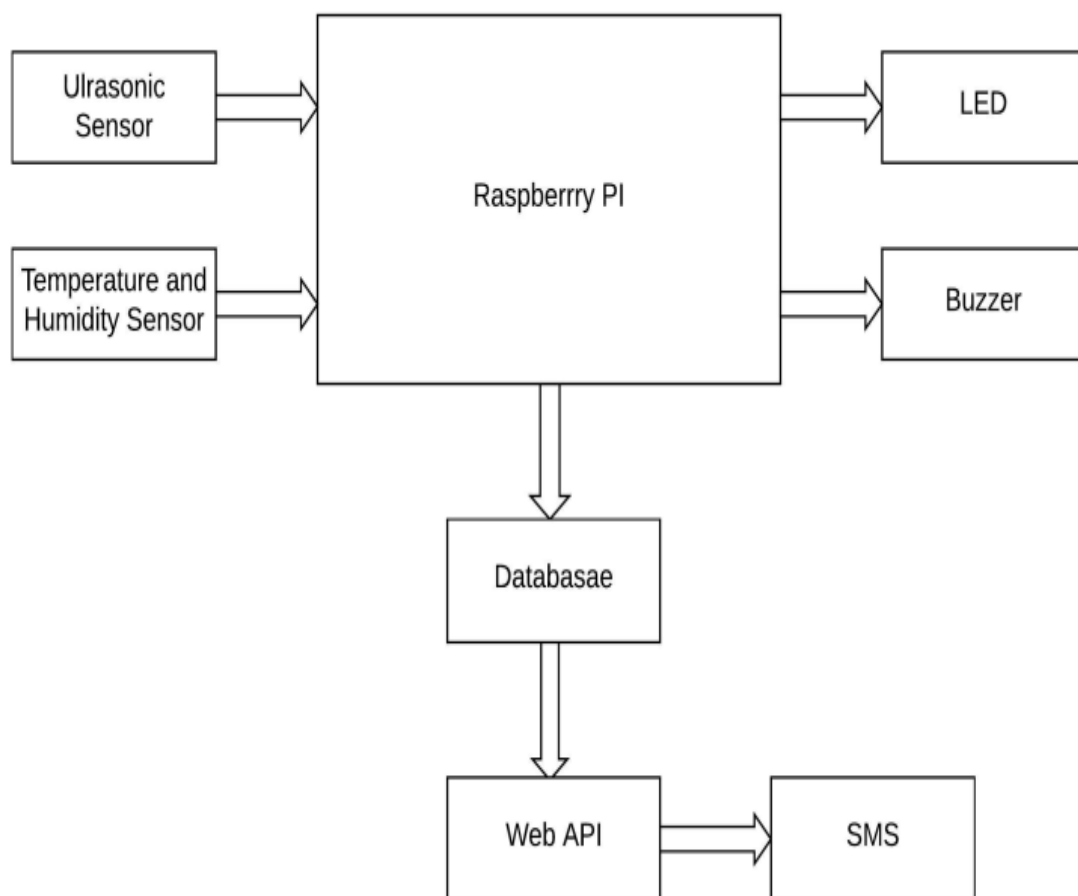 Ulrasonic
Sensor
Raspberrry PI
LED
Temperature and
Humidity Sensor
Buzzer
Databasae
Web API
SMS